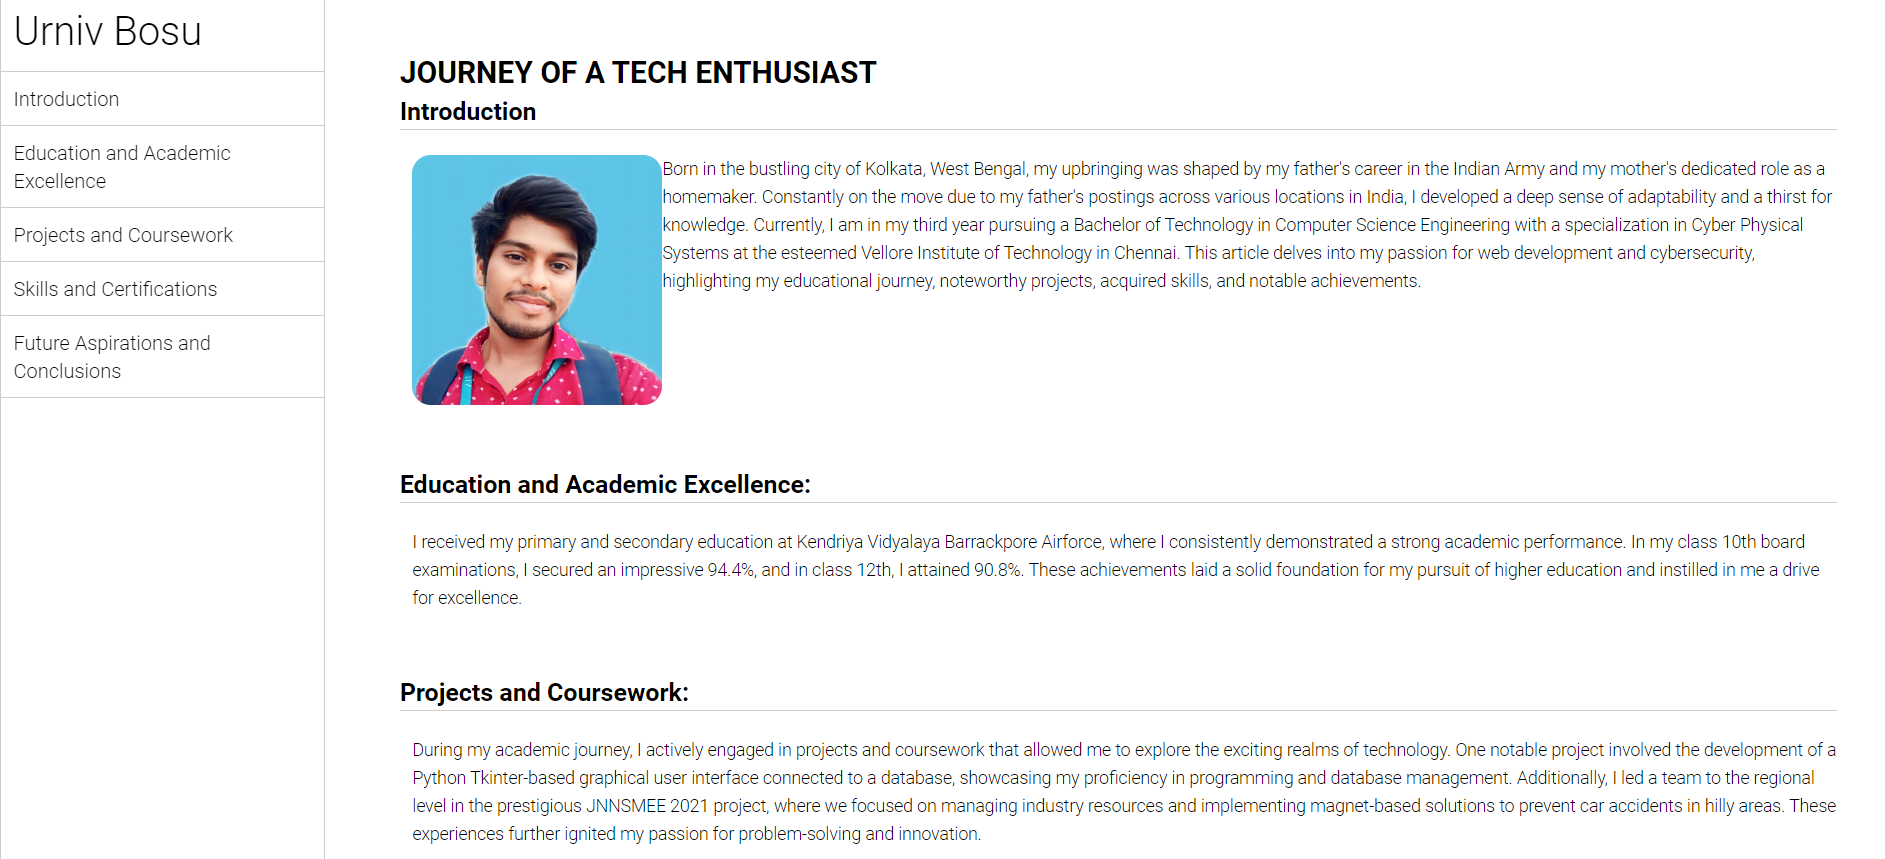 Urniv Bosu
Introduction
Education and Academic
Excellence
Projects and Coursework
Skills and Certifications
Future Aspirations and
Conclusions
JOURNEY OF A TECH ENTHUSIAST
Introduction
Born in the bustling city of Kolkata, West Bengal, my upbringing was shaped by my father's career in the Indian Army and my mother's dedicated role as a
homemaker. Constantly on the move due to my father's postings across various locations in India, I developed a deep sense of adaptability and a thirst for
knowledge. Currently, I am in my third year pursuing a Bachelor of Technology in Computer Science Engineering with a specialization in Cyber Physical
Systems at the esteemed Vellore Institute of Technology in Chennai. This article delves into my passion for web development and cybersecurity,
highlighting my educational journey, noteworthy projects, acquired skills, and notable achievements.
Education and Academic Excellence:
I received my primary and secondary education at Kendriya Vidyalaya Barrackpore Airforce, where I consistently demonstrated a strong academic performance. In my class 10th board
examinations, I secured an impressive 94.4%, and in class 12th, I attained 90.8%. These achievements laid a solid foundation for my pursuit of higher education and instilled in me a drive
for excellence.
Projects and Coursework:
During my academic journey, I actively engaged in projects and coursework that allowed me to explore the exciting realms of technology. One notable project involved the development of a
Python Tkinter-based graphical user interface connected to a database, showcasing my proficiency in programming and database management. Additionally, I led a team to the regional
level in the prestigious JNNSMEE 2021 project, where we focused on managing industry resources and implementing magnet-based solutions to prevent car accidents in hilly areas. These
experiences further ignited my passion for problem-solving and innovation.